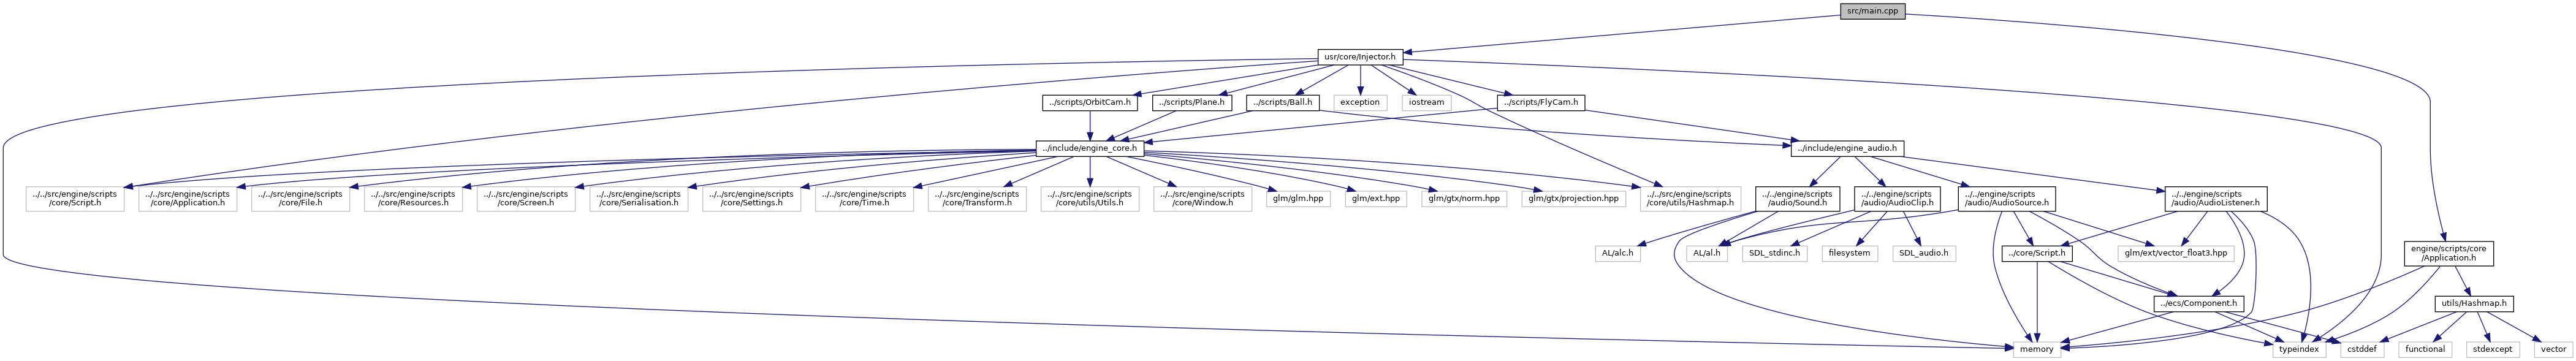 src/main.cpp
usr/core/Injector.h
../scripts/OrbitCam.h
../scripts/Plane.h
../scripts/Ball.h
exception
iostream
../scripts/FlyCam.h
../include/engine_core.h
../include/engine_audio.h
../../src/engine/scripts
/core/Script.h
../../src/engine/scripts
/core/Application.h
../../src/engine/scripts
/core/File.h
../../src/engine/scripts
/core/Resources.h
../../src/engine/scripts
/core/Screen.h
../../src/engine/scripts
/core/Serialisation.h
../../src/engine/scripts
/core/Settings.h
../../src/engine/scripts
/core/Time.h
../../src/engine/scripts
/core/Transform.h
../../src/engine/scripts
/core/utils/Utils.h
../../src/engine/scripts
/core/Window.h
glm/glm.hpp
glm/ext.hpp
glm/gtx/norm.hpp
glm/gtx/projection.hpp
../../src/engine/scripts
/core/utils/Hashmap.h
../../engine/scripts
/audio/Sound.h
../../engine/scripts
/audio/AudioClip.h
../../engine/scripts
/audio/AudioSource.h
../../engine/scripts
/audio/AudioListener.h
AL/alc.h
AL/al.h
SDL_stdinc.h
filesystem
SDL_audio.h
../core/Script.h
glm/ext/vector_float3.hpp
engine/scripts/core
/Application.h
../ecs/Component.h
utils/Hashmap.h
memory
typeindex
cstddef
functional
stdexcept
vector